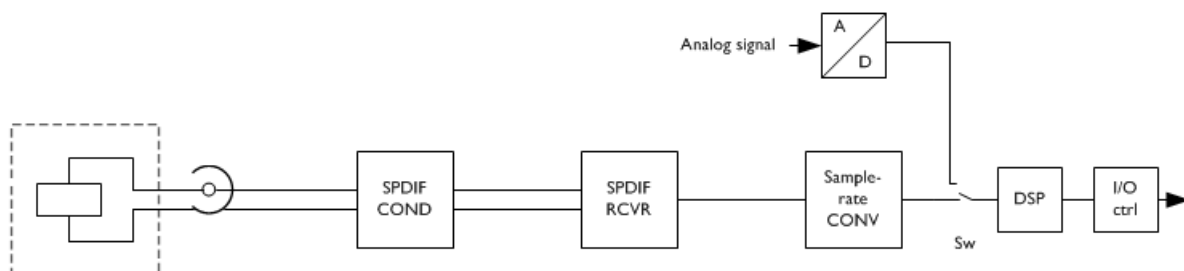 Analog signal
A
D
SPDIF
COND
SPDIF
RCVR
Sample-
rate
CONV
Sw
DSP
I/O
ctrl